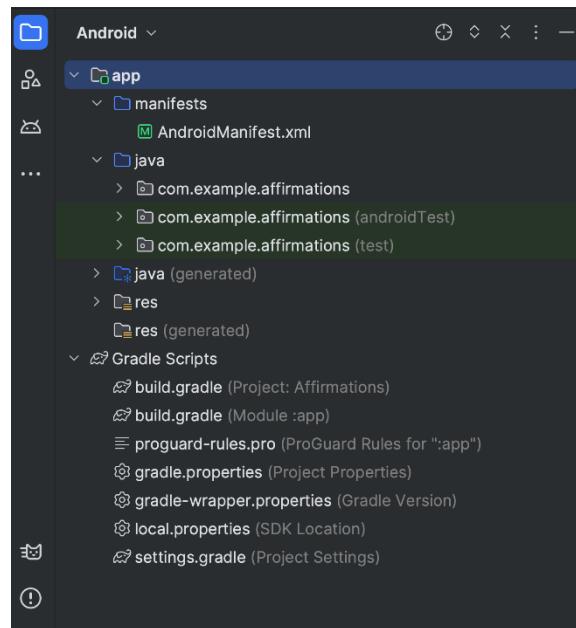 Android
app
manifests
AndroidManifest.xml
java
com.example.affirmations
com.example.affirmations (androidTest)
com.example.affirmations (test)
java (generated)
res
res (generated)
Gradle Scripts
build.gradle (Project: Affirmations)
build.gradle (Module :app)
proguard-rules.pro (ProGuard Rules for ":app")
gradle.properties (Project Properties)
gradle-wrapper.properties (Gradle Version)
local.properties (SDK Location)
settings.gradle (Project Settings)